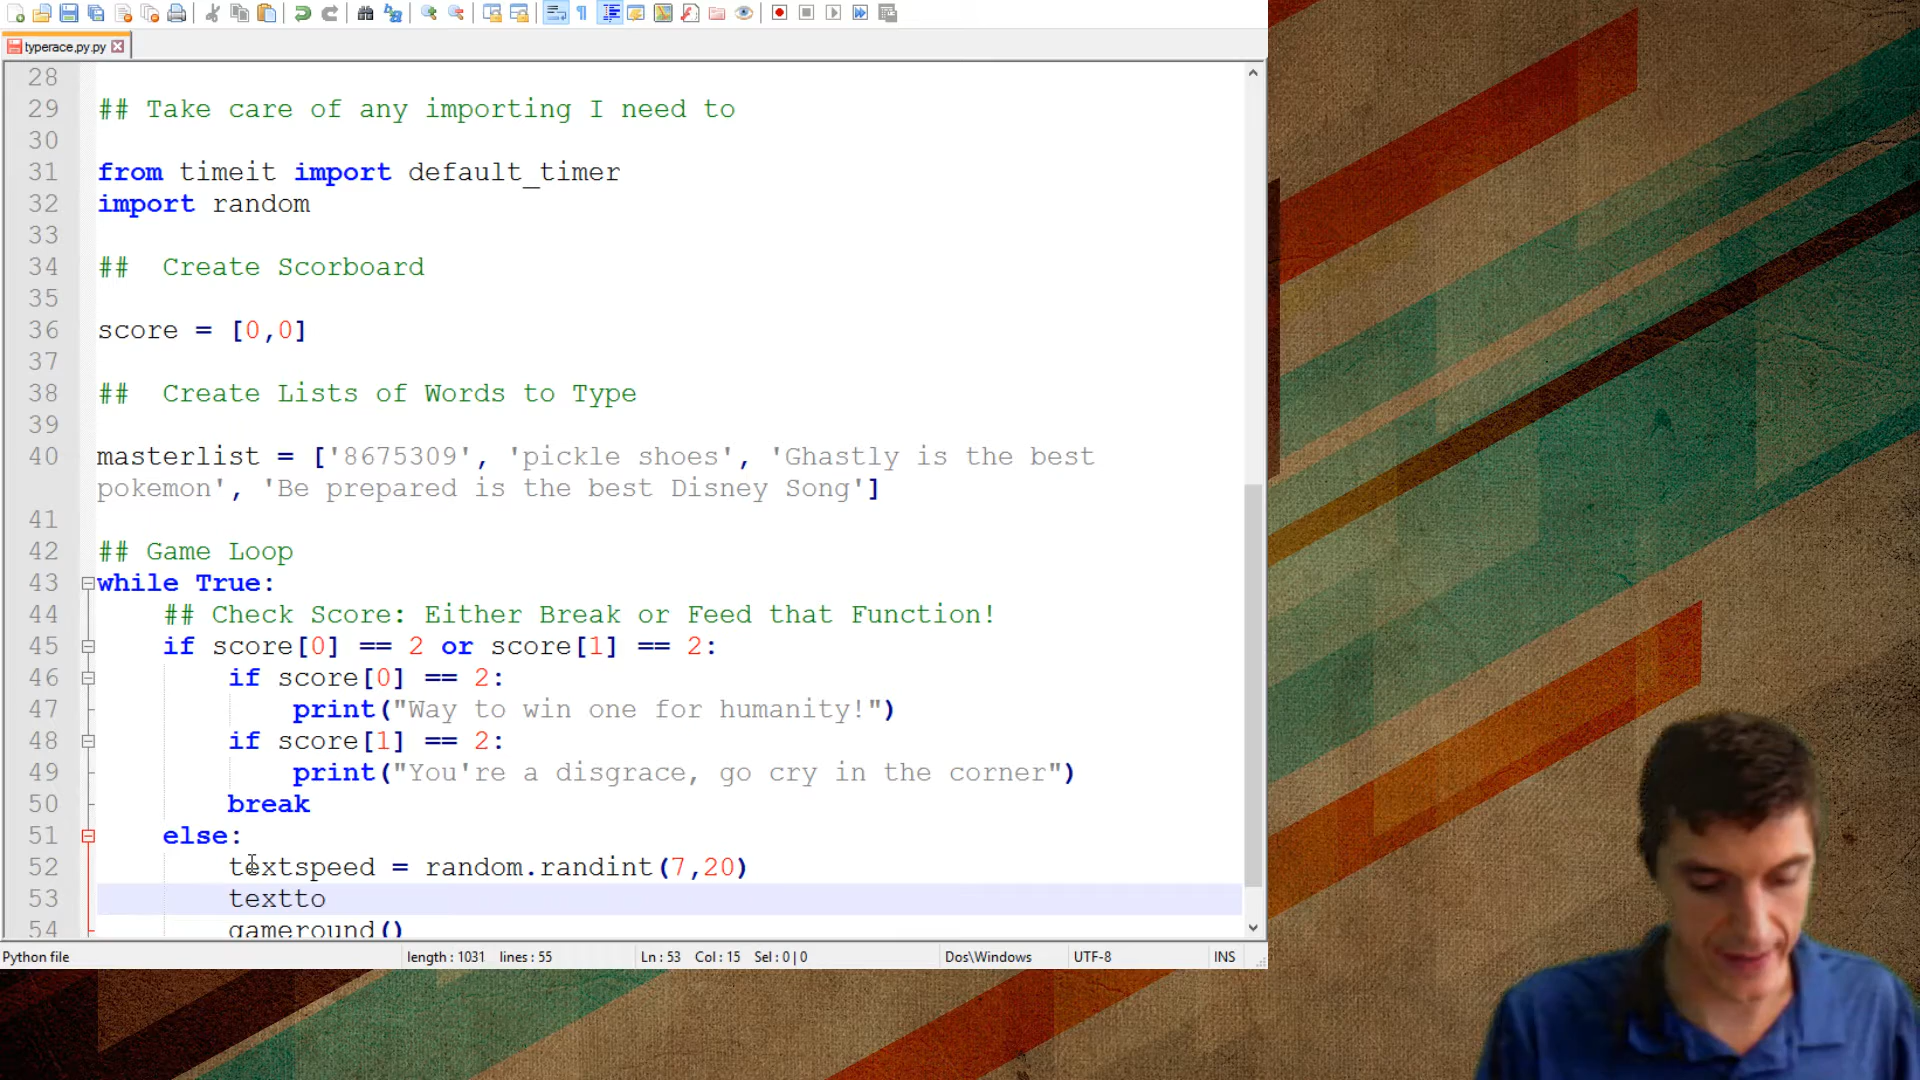 typerace.py.py
28
29 ## Take care of any importing I need to
30
31 from timeit import default_timer
32 import random
33
34 ##  Create Scorboard
35
36 score = [0,0]
37
38 ##  Create Lists of Words to Type
39
40 masterlist = ['8675309', 'pickle shoes', 'Ghastly is the best
pokemon', 'Be prepared is the best Disney Song']
41
42 ## Game Loop
43 while True:
44 ## Check Score: Either Break or Feed that Function!
45 if score[0] == 2 or score[1] == 2:
46 if score[0] == 2:
47 print("Way to win one for humanity!")
48 if score[1] == 2:
49 print("You're a disgrace, go cry in the corner")
50 break
51 else:
52 textspeed = random.randint(7,20)
53 textto
54 gameround()
Python file length : 1031 lines : 55 Ln : 53 Col : 15 Sel : 0 | 0 Dos\Windows UTF-8 INS